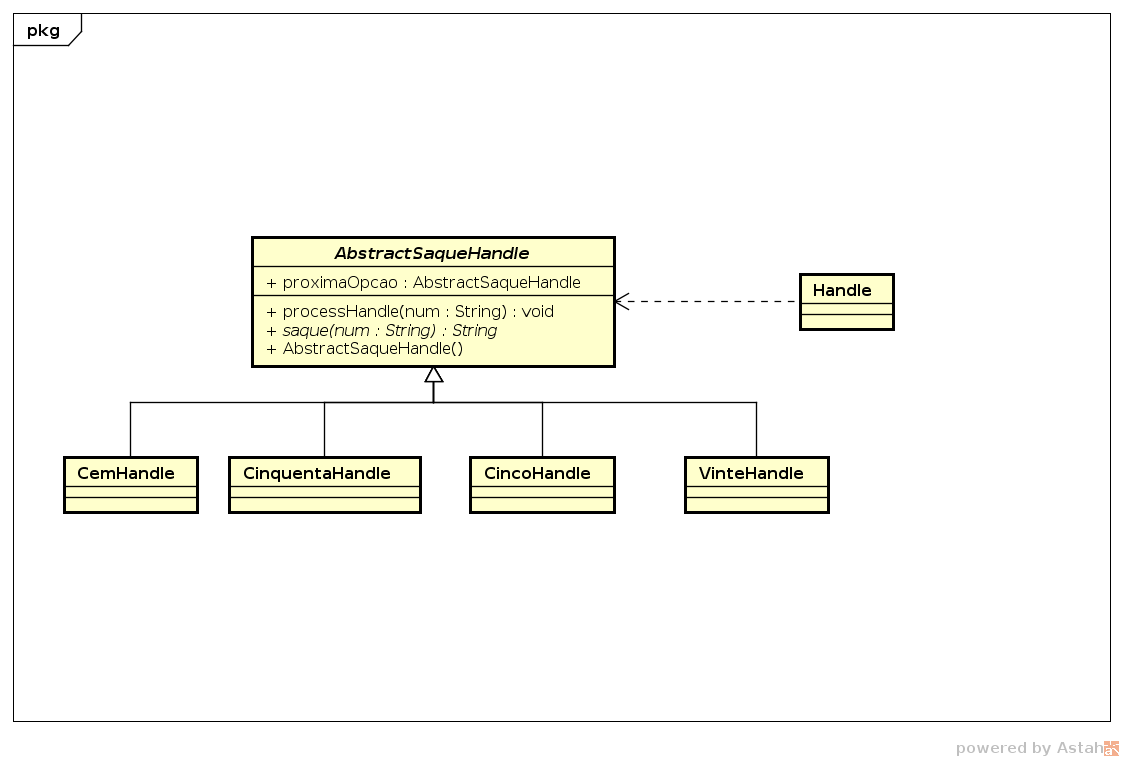 pkg
AbstractSaqueHandle
+ proximaOpcao : AbstractSaqueHandle
+ processHandle(num : String) : void
+ saque(num : String) : String
+ AbstractSaqueHandle()
Handle
CemHandle
CinquentaHandle
CincoHandle
VinteHandle
powered by Astah